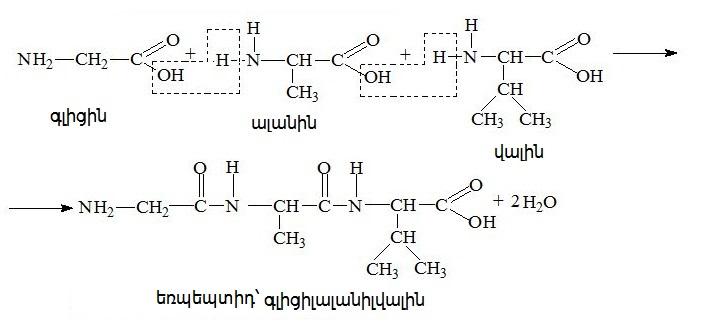 NH2—CH2—C(=O)—OH + H—N(H)—CH(CH3)—C(=O)—OH + H—N(H)—CH(CH(CH3)CH3)—C(=O)—OH ⟶
գլիցին ալանին վալին
⟶ NH2—CH2—C(=O)—N(H)—CH(CH3)—C(=O)—N(H)—CH(CH(CH3)CH3)—C(=O)—OH + 2H2O
եռպեպտիդ՝ գլիցիլալանիլվալին